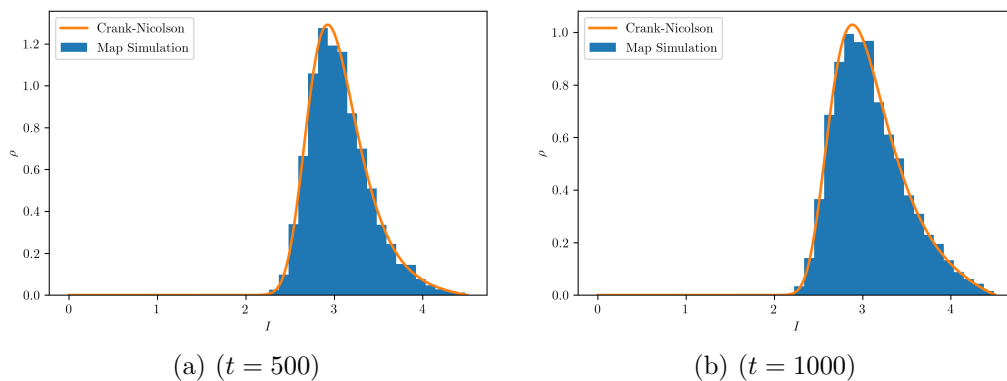 Crank-Nicolson
Map Simulation
1.2
1.0
0.8
0.6
0.4
0.2
0.0
ρ
0 1 2 3 4
I
(a) (t = 500)
Crank-Nicolson
Map Simulation
1.0
0.8
0.6
0.4
0.2
0.0
ρ
0 1 2 3 4
I
(b) (t = 1000)